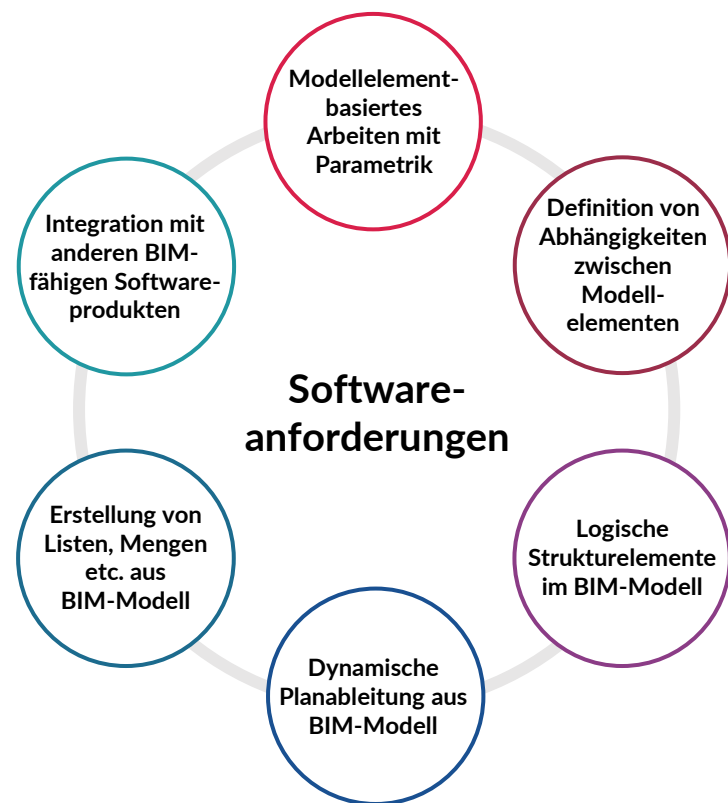 Modellelement-
basiertes
Arbeiten mit
Parametrik
Definition von
Abhängigkeiten
zwischen
Modell-
elementen
Logische
Strukturelemente
im BIM-Modell
Dynamische
Planableitung aus
BIM-Modell
Erstellung von
Listen, Mengen
etc. aus
BIM-Modell
Integration mit
anderen BIM-
fähigen Software-
produkten
Software-
anforderungen